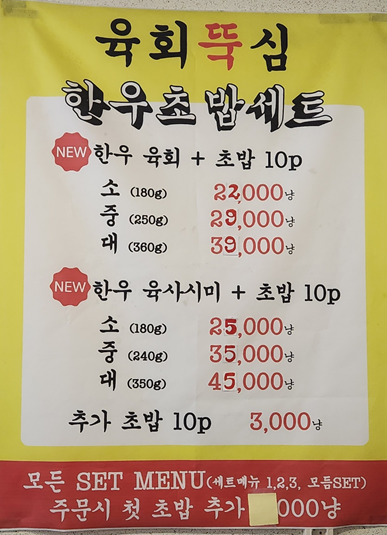 육회뚝심
한우초밥세트
NEW 한우 육회 + 초밥 10p
소 (180g) 22,000냥
중 (250g) 29,000냥
대 (360g) 39,000냥
NEW 한우 육사시미 + 초밥 10p
소 (180g) 25,000냥
중 (240g) 35,000냥
대 (350g) 45,000냥
추가 초밥 10p 3,000냥
모든 SET MENU(세트메뉴 1,2,3, 모듬SET)
주문시 첫 초밥 추가 000냥